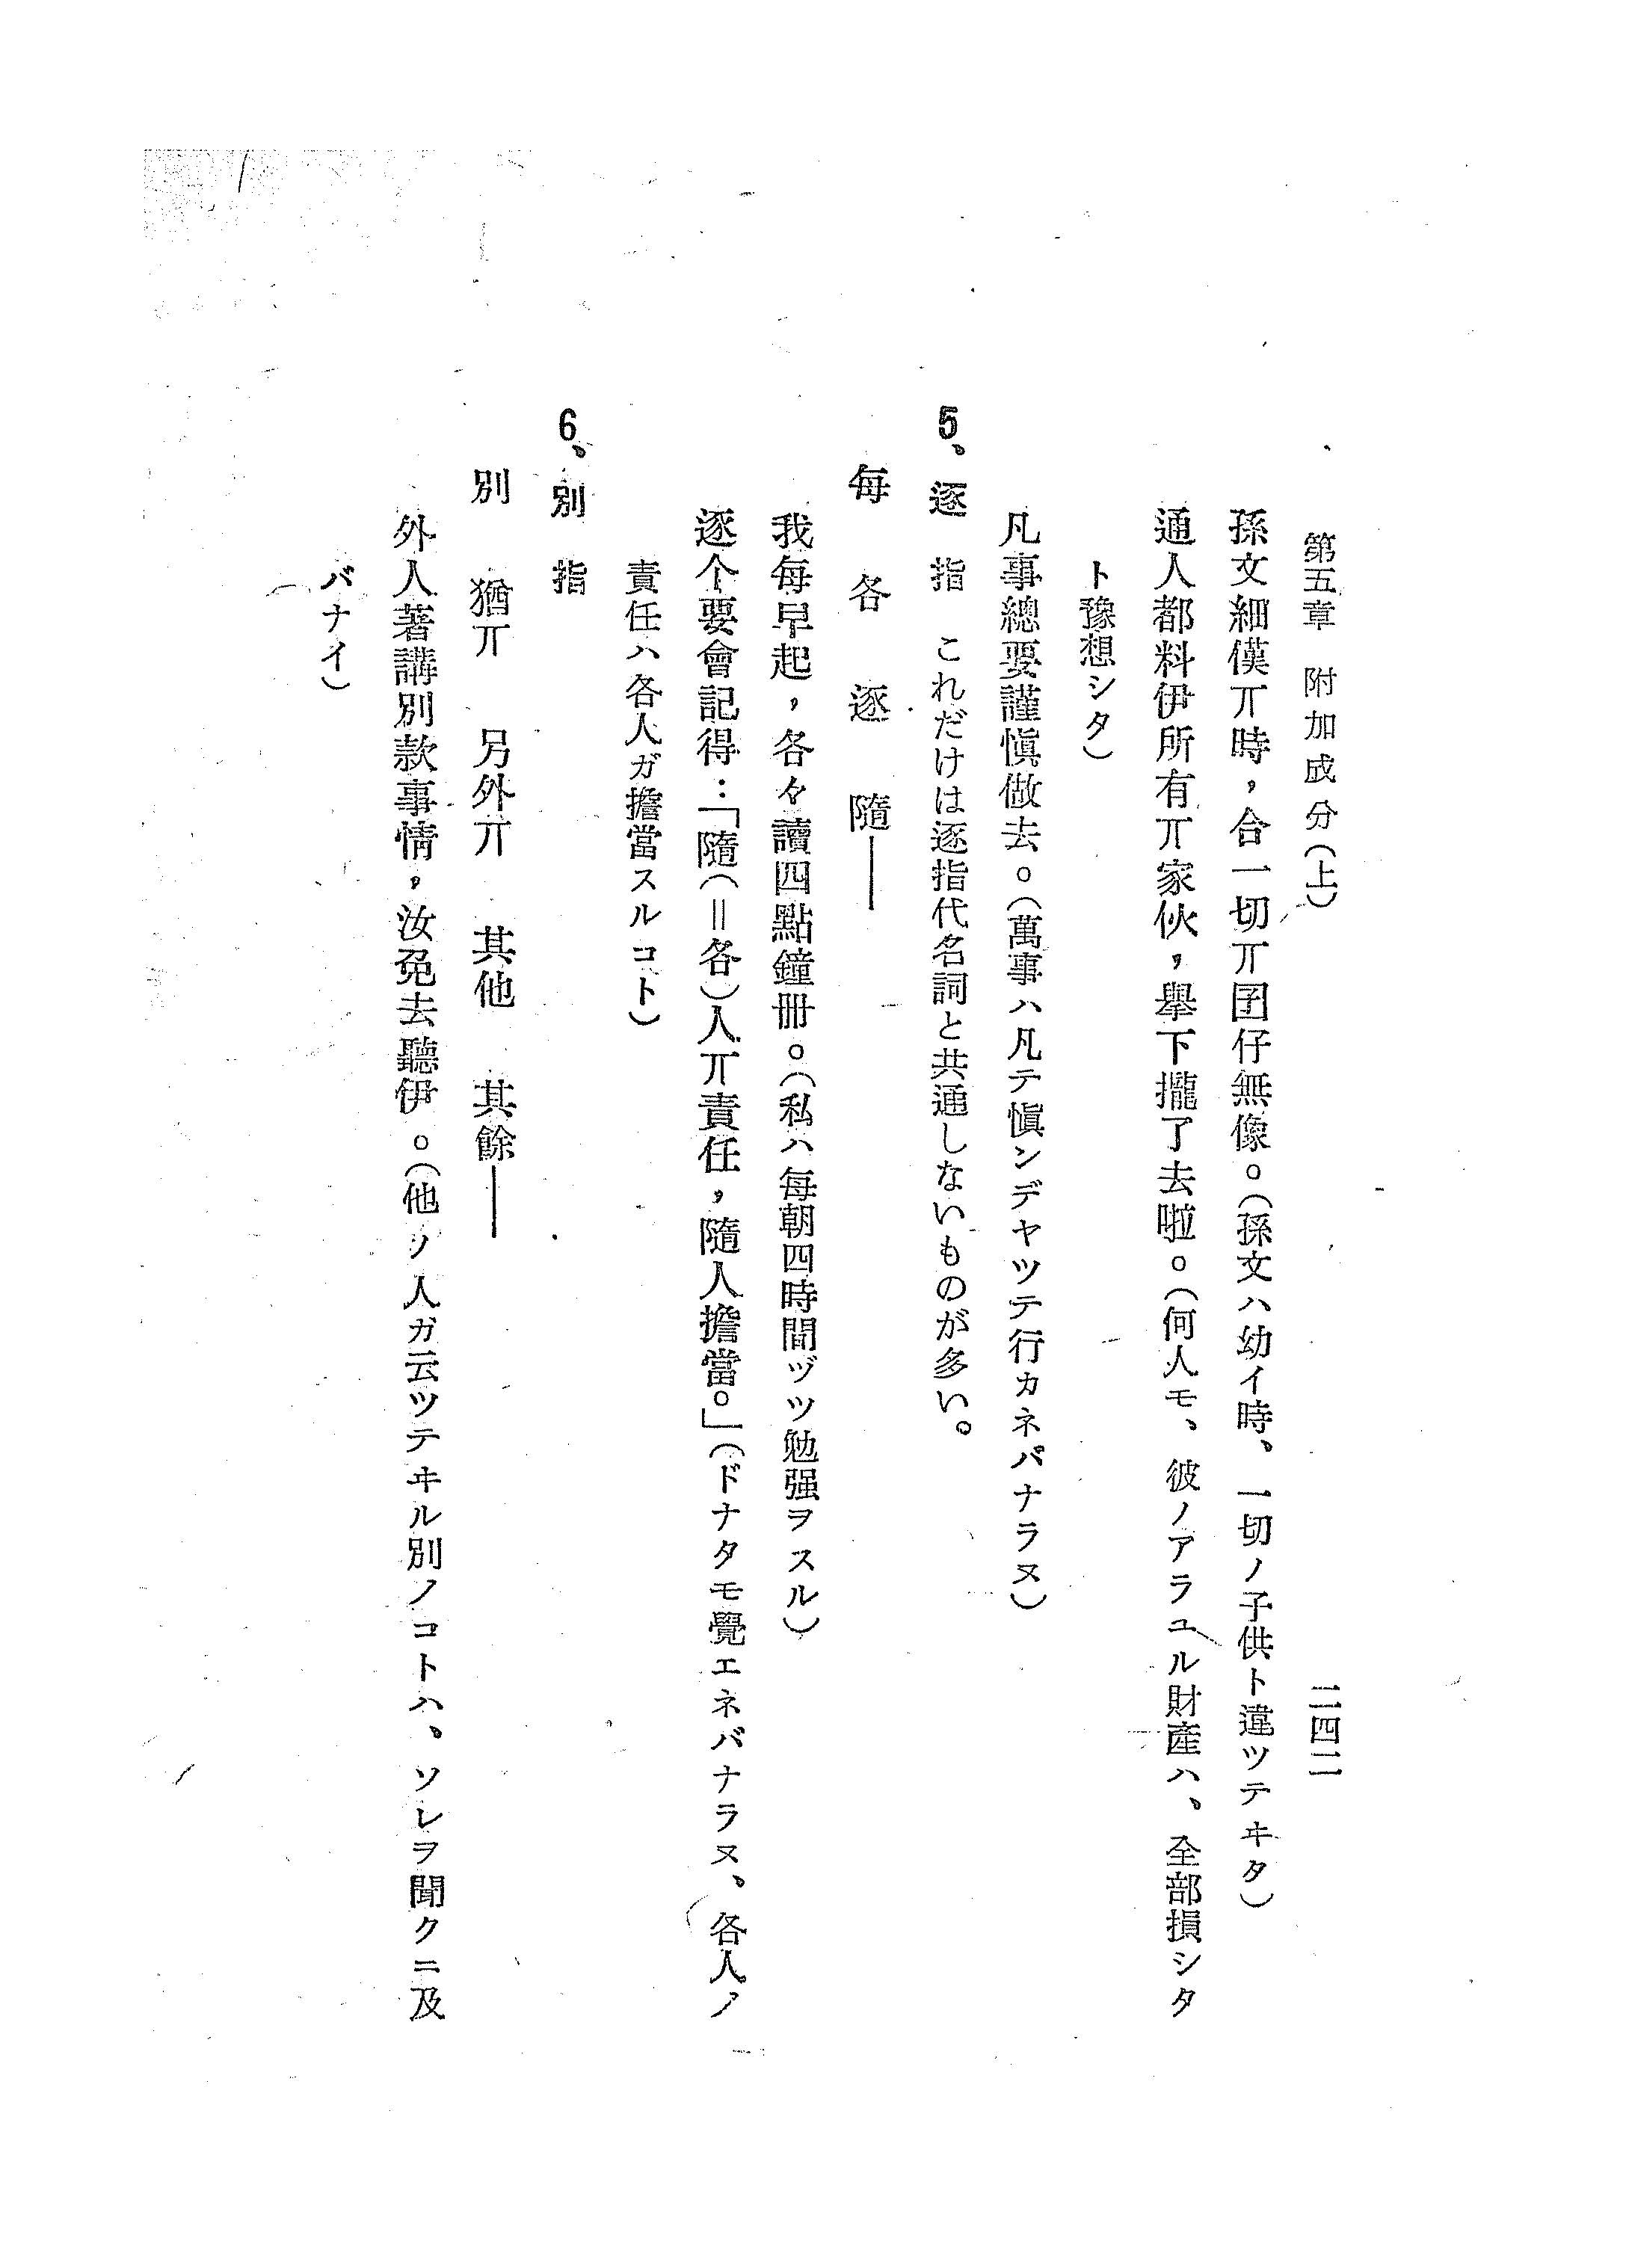 第五章　附加成分(上)　二四二
孫文細僕丌時，合一切丌囝仔無像。(孫文ハ幼イ時、一切ノ子供ト違ツテヰタ)
通人都料伊所有丌家伙，舉下攏了去啦。(何人モ、彼ノアラユル財產ハ、全部損シタ
ト豫想シタ)
凡事總要謹愼做去。(萬事ハ凡テ愼ンデヤツテ行カネバナラヌ)
5、逐　指　これだけは逐指代名詞と共通しないものが多い。
每　各　逐　隨——
我每早起，各々讀四點鐘冊。(私ハ每朝四時間ヅツ勉强ヲスル)
逐个要會記得：「隨(＝各)人丌責任，隨人擔當。」(ドナタモ覺エネバナラヌ、各人ノ
責任ハ各人ガ擔當スルコト)
6、別　指
別　猶丌　另外丌　其他　其餘——
外人著講別款事情，汝免去聽伊。(他ノ人ガ云ツテヰル別ノコトハ、ソレヲ聞クニ及
バナイ)